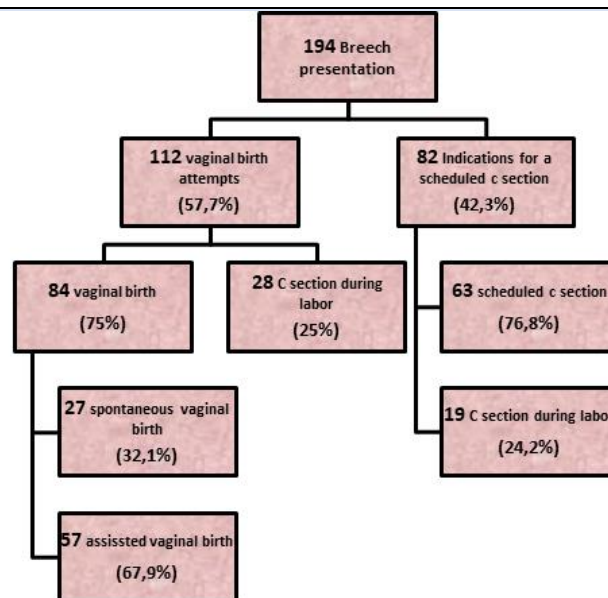 194 Breech
presentation
112 vaginal birth
attempts
(57,7%)
82 Indications for a
scheduled c section
(42,3%)
84 vaginal birth
(75%)
28 C section during
labor
(25%)
63 scheduled c section
(76,8%)
27 spontaneous vaginal
birth
(32,1%)
19 C section during labo
(24,2%)
57 assissted vaginal birth
(67,9%)